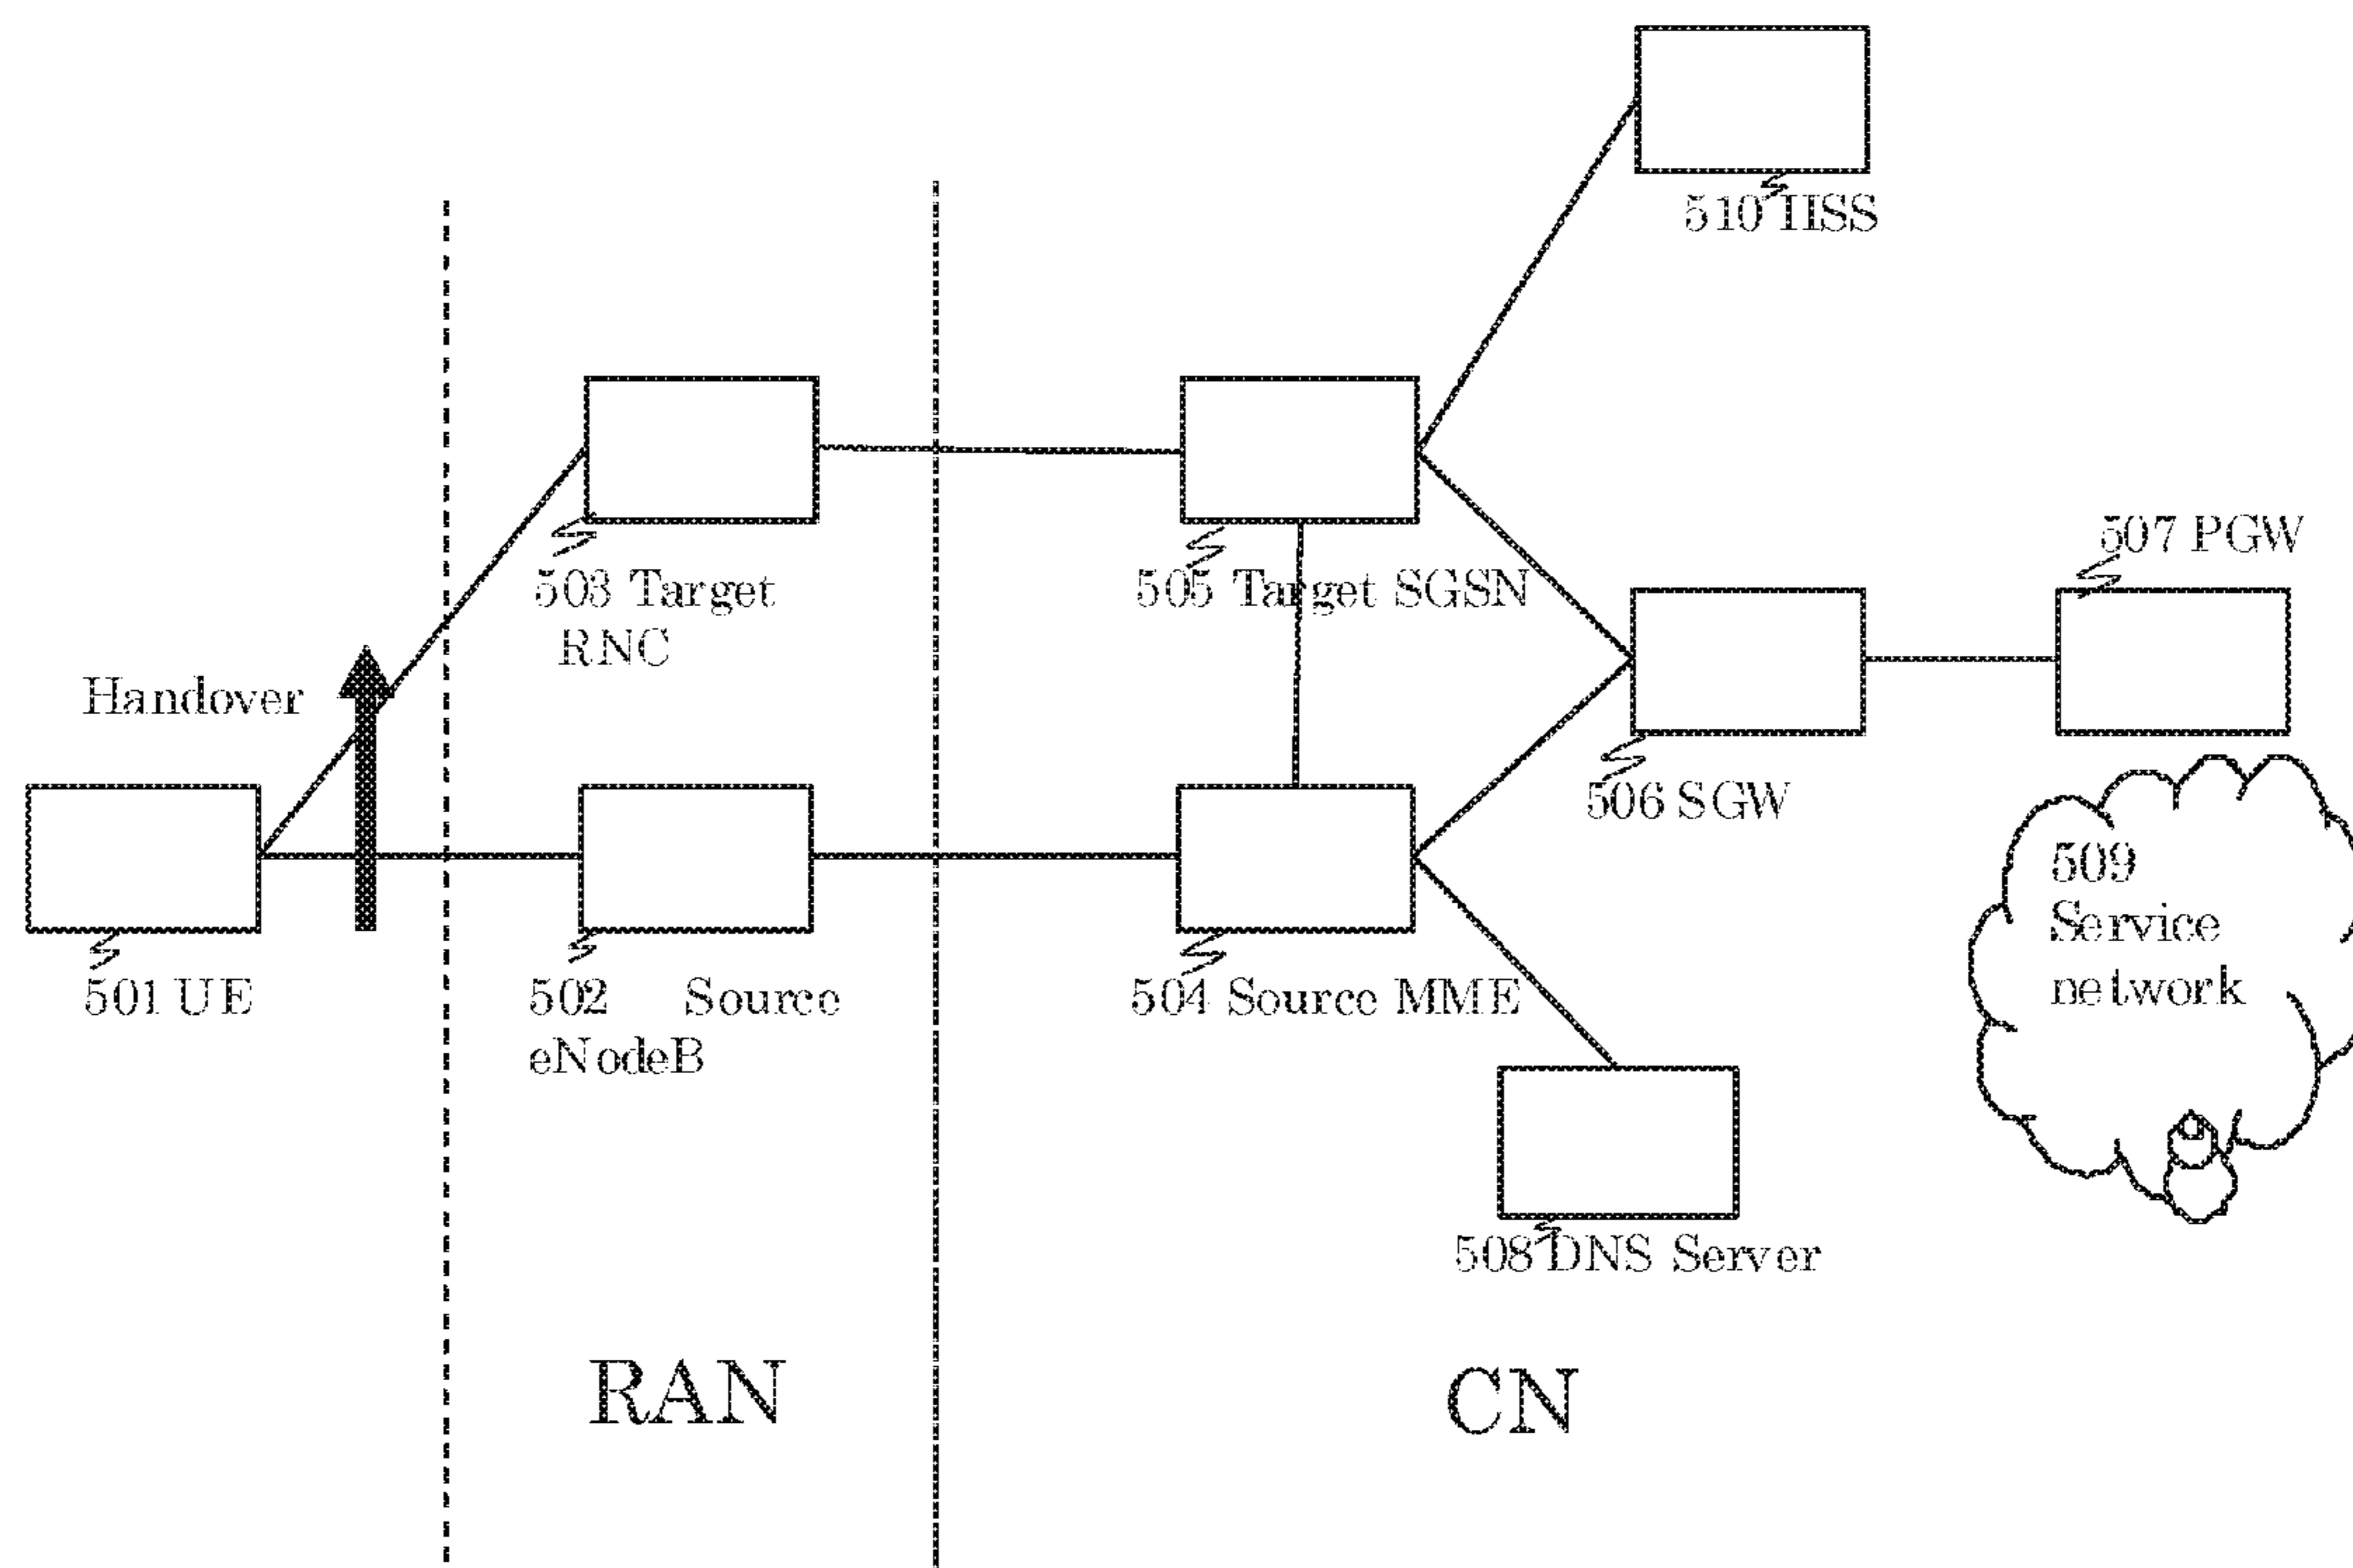 510 HSS
507 PGW
503 Target
RNC
505 Target SGSN
Handover
506 SGW
509
Service
network
501 UE
502 Source
eNodeB
504 Source MME
508 DNS Server
RAN
CN